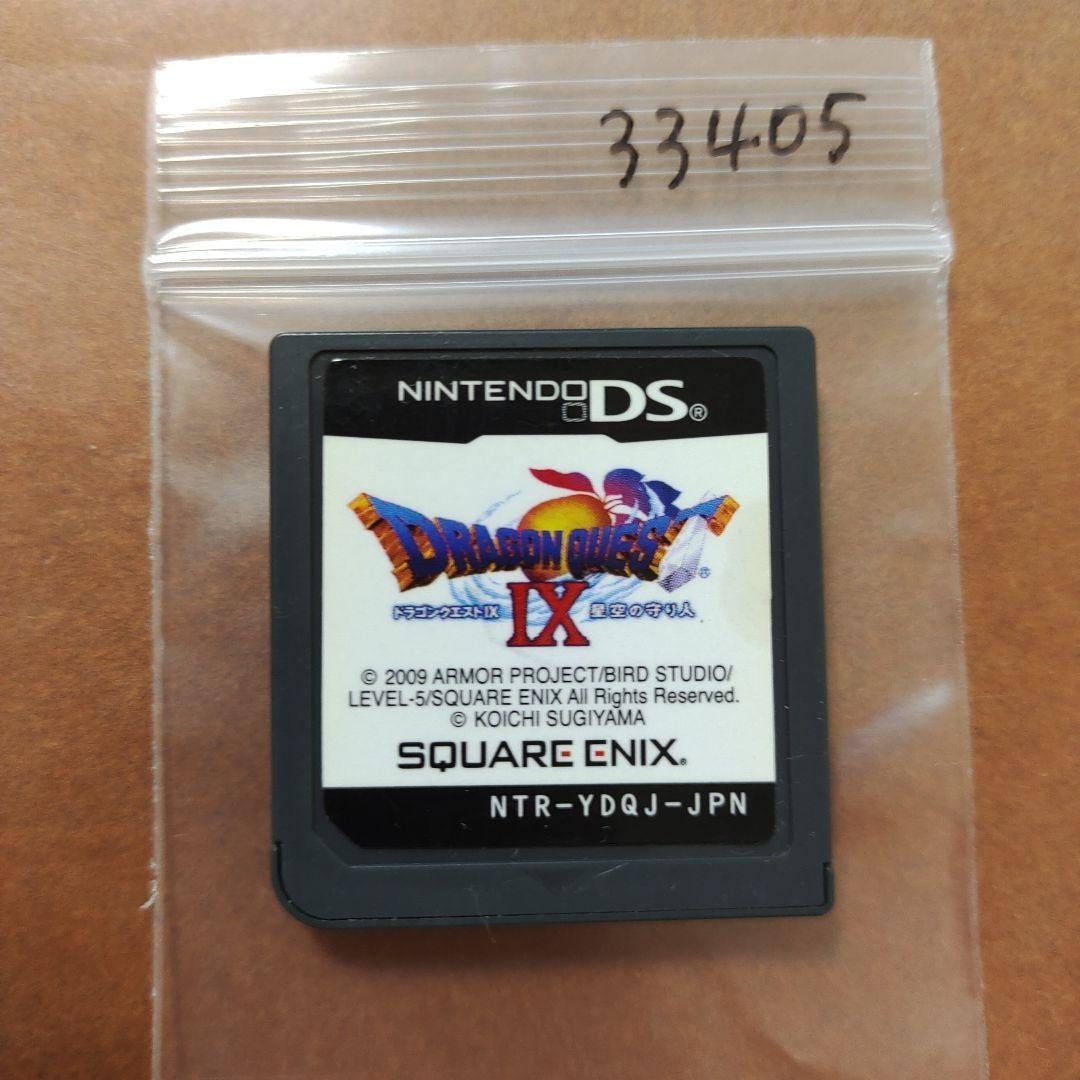 33405
NINTENDO DS®
DRAGON QUEST
IX
ドラゴンクエストIX 星空の守り人
© 2009 ARMOR PROJECT/BIRD STUDIO/
LEVEL-5/SQUARE ENIX All Rights Reserved.
© KOICHI SUGIYAMA
SQUARE ENIX®
NTR-YDQJ-JPN